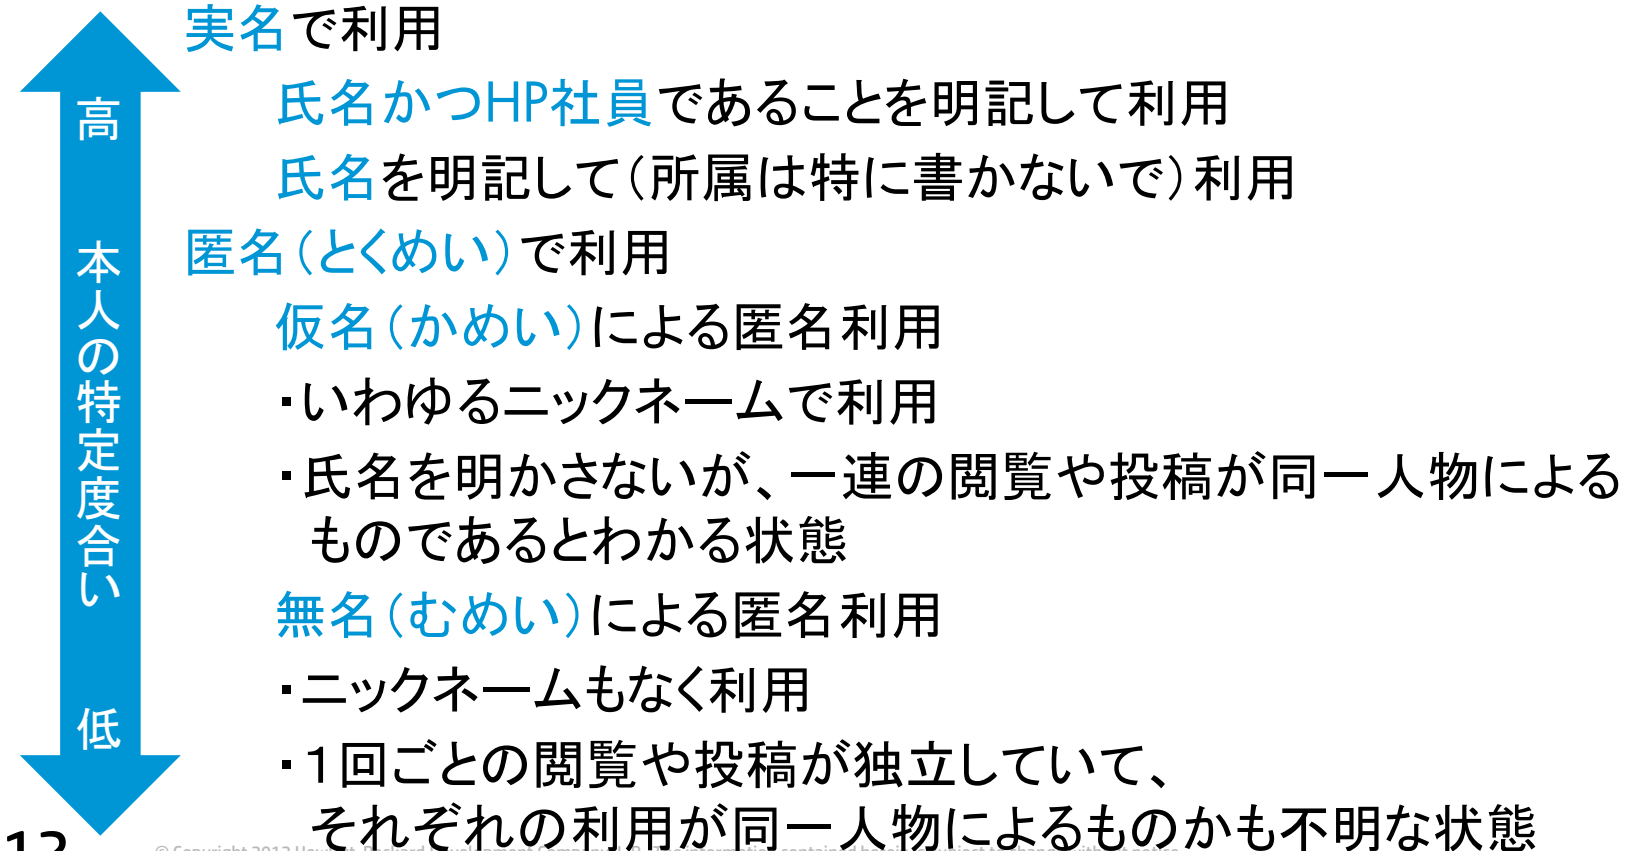 実名で利用
氏名かつHP社員であることを明記して利用
氏名を明記して（所属は特に書かないで）利用
匿名（とくめい）で利用
仮名（かめい）による匿名利用
・いわゆるニックネームで利用
・氏名を明かさないが、一連の閲覧や投稿が同一人物による
ものであるとわかる状態
無名（むめい）による匿名利用
・ニックネームもなく利用
・１回ごとの閲覧や投稿が独立していて、
それぞれの利用が同一人物によるものかも不明な状態
高
本人の特定度合い
低
12